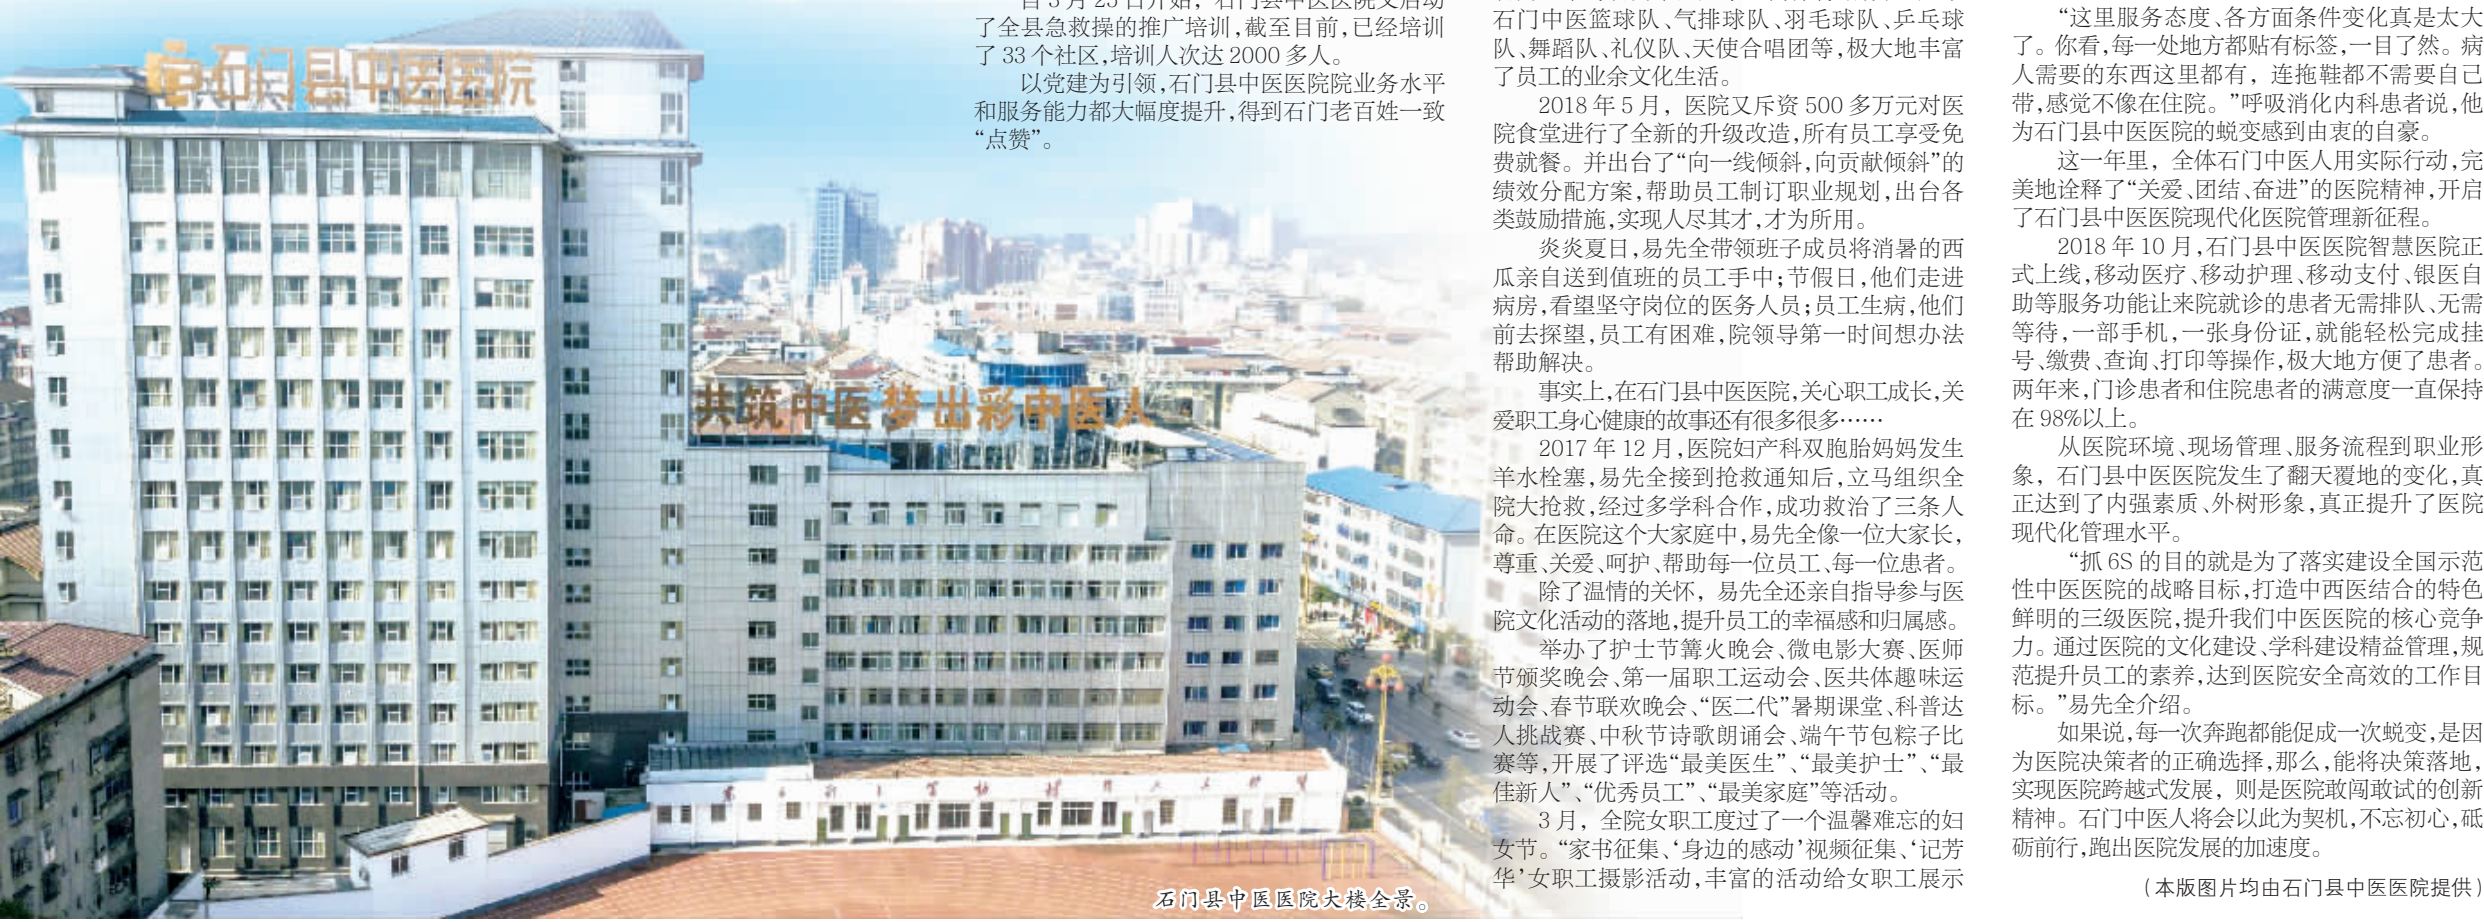 石门县中医医院
共筑中医梦 出彩中医人
自3月25日开始，石门县中医医院又启动
了全县急救操的推广培训，截至目前，已经培训
了33个社区，培训人次达2000多人。
以党建为引领，石门县中医医院院业务水平
和服务能力都大幅度提升，得到石门老百姓一致
“点赞”。
石门县中医医院大楼全景。
石门中医篮球队、气排球队、羽毛球队、乒乓球
队、舞蹈队、礼仪队、天使合唱团等，极大地丰富
了员工的业余文化生活。
2018年5月，医院又斥资500多万元对医
院食堂进行了全新的升级改造，所有员工享受免
费就餐。并出台了“向一线倾斜，向贡献倾斜”的
绩效分配方案，帮助员工制订职业规划，出台各
类鼓励措施，实现人尽其才，才为所用。
炎炎夏日，易先全带领班子成员将消暑的西
瓜亲自送到值班的员工手中；节假日，他们走进
病房，看望坚守岗位的医务人员；员工生病，他们
前去探望，员工有困难，院领导第一时间想办法
帮助解决。
事实上，在石门县中医医院，关心职工成长，关
爱职工身心健康的故事还有很多很多……
2017年12月，医院妇产科双胞胎妈妈发生
羊水栓塞，易先全接到抢救通知后，立马组织全
院大抢救，经过多学科合作，成功救治了三条人
命。在医院这个大家庭中，易先全像一位大家长，
尊重、关爱、呵护、帮助每一位员工、每一位患者。
除了温情的关怀，易先全还亲自指导参与医
院文化活动的落地，提升员工的幸福感和归属感。
举办了护士节篝火晚会、微电影大赛、医师
节颁奖晚会、第一届职工运动会、医共体趣味运
动会、春节联欢晚会、“医二代”暑期课堂、科普达
人挑战赛、中秋节诗歌朗诵会、端午节包粽子比
赛等，开展了评选“最美医生”、“最美护士”、“最
佳新人”、“优秀员工”、“最美家庭”等活动。
3月，全院女职工度过了一个温馨难忘的妇
女节。“家书征集、‘身边的感动’视频征集、‘记芳
华’女职工摄影活动，丰富的活动给女职工展示
“这里服务态度、各方面条件变化真是太大
了。你看，每一处地方都贴有标签，一目了然。病
人需要的东西这里都有，连拖鞋都不需要自己
带，感觉不像在住院。”呼吸消化内科患者说，他
为石门县中医医院的蜕变感到由衷的自豪。
这一年里，全体石门中医人用实际行动，完
美地诠释了“关爱、团结、奋进”的医院精神，开启
了石门县中医医院现代化医院管理新征程。
2018年10月，石门县中医医院智慧医院正
式上线，移动医疗、移动护理、移动支付、银医自
助等服务功能让来院就诊的患者无需排队、无需
等待，一部手机，一张身份证，就能轻松完成挂
号、缴费、查询、打印等操作，极大地方便了患者。
两年来，门诊患者和住院患者的满意度一直保持
在98%以上。
从医院环境、现场管理、服务流程到职业形
象，石门县中医医院发生了翻天覆地的变化，真
正达到了内强素质、外树形象，真正提升了医院
现代化管理水平。
“抓6S的目的就是为了落实建设全国示范
性中医医院的战略目标，打造中西医结合的特色
鲜明的三级医院，提升我们中医医院的核心竞争
力。通过医院的文化建设、学科建设精益管理，规
范提升员工的素养，达到医院安全高效的工作目
标。”易先全介绍。
如果说，每一次奔跑都能促成一次蜕变，是因
为医院决策者的正确选择，那么，能将决策落地，
实现医院跨越式发展，则是医院敢闯敢试的创新
精神。石门中医人将会以此为契机，不忘初心，砥
砺前行，跑出医院发展的加速度。
（本版图片均由石门县中医医院提供）